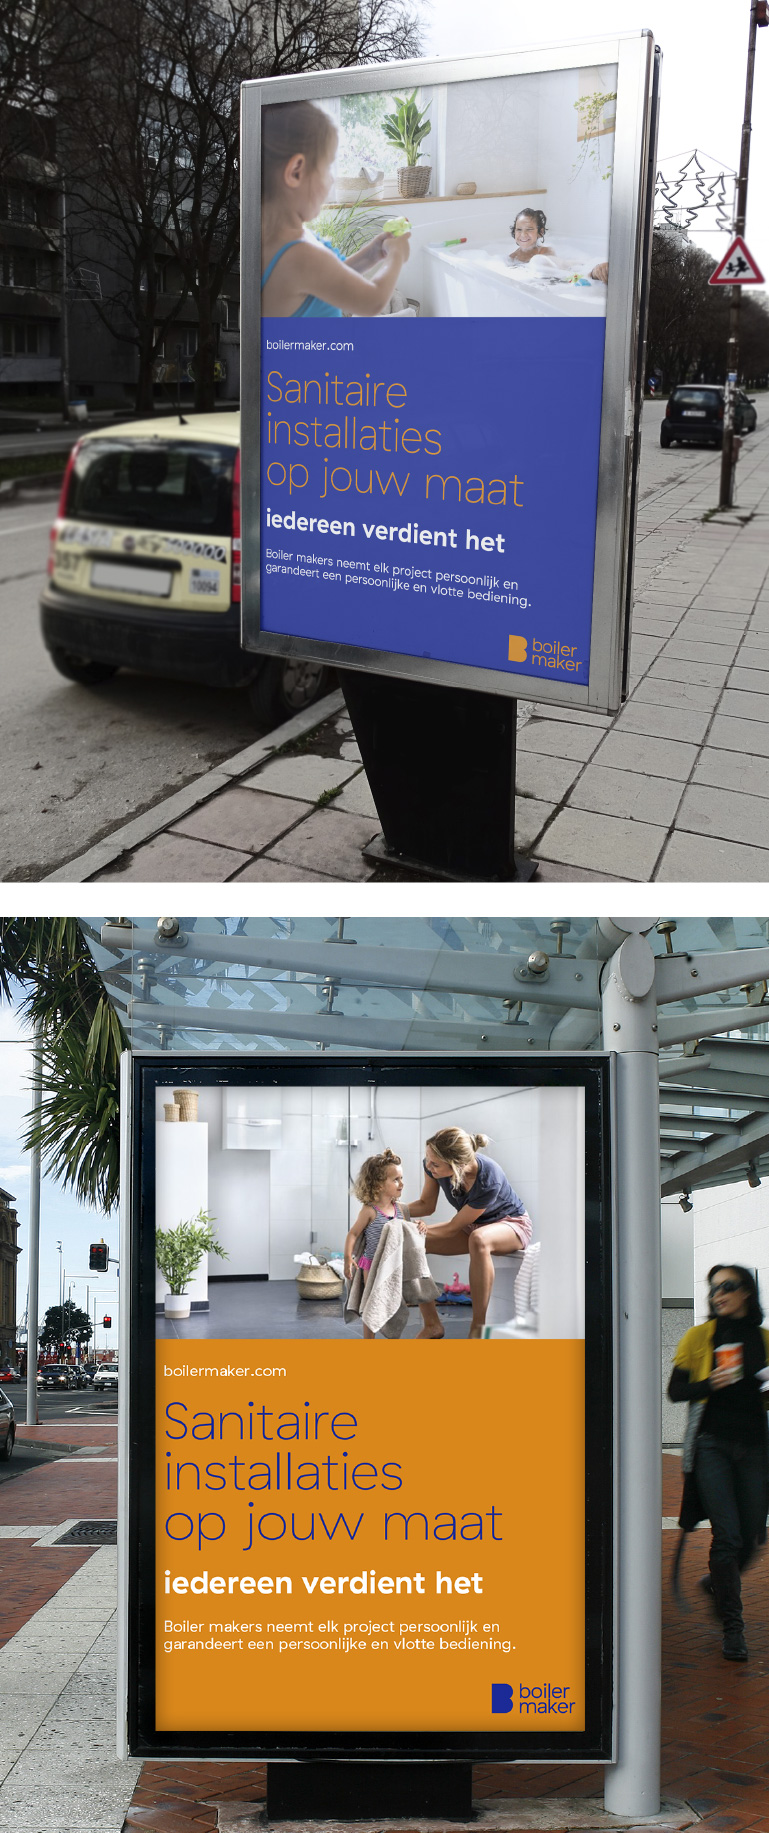 boilermaker.com
Sanitaire
installaties
op jouw maat
iedereen verdient het
Boiler makers neemt elk project persoonlijk en
garandeert een persoonlijke en vlotte bediening.
boiler
maker
10094
boilermaker.com
Sanitaire
installaties
op jouw maat
iedereen verdient het
Boiler makers neemt elk project persoonlijk en
garandeert een persoonlijke en vlotte bediening.
boiler
maker